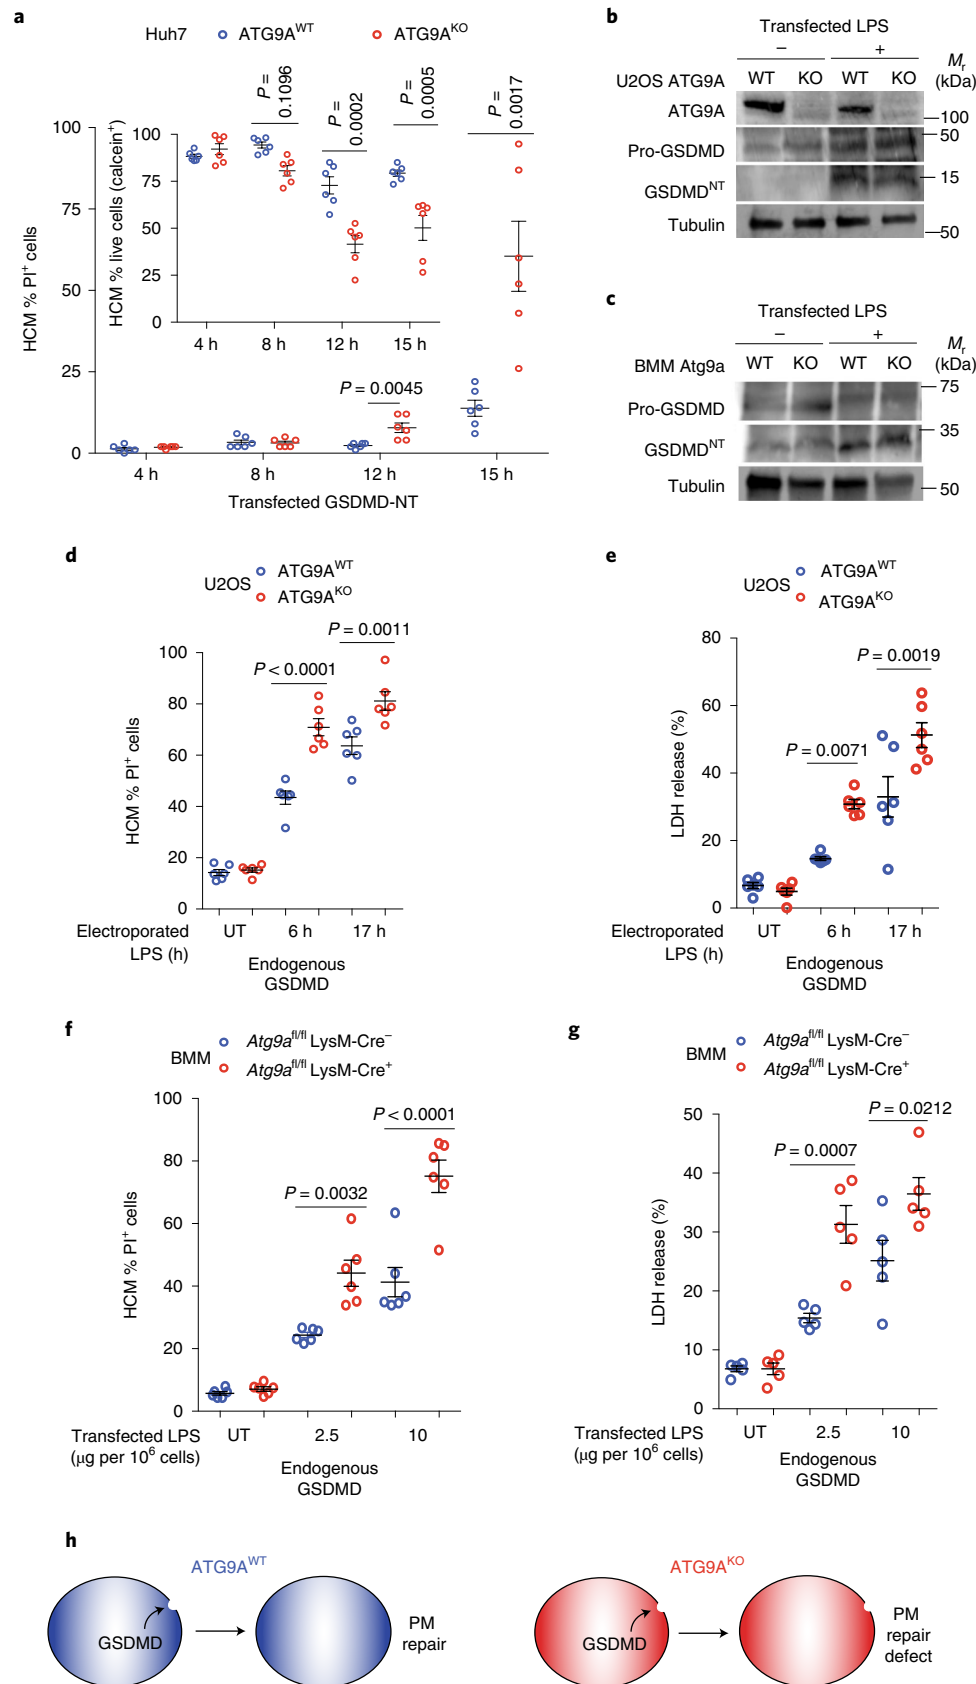 a
Huh7 ATG9A^WT ATG9A^KO
HCM % PI⁺ cells
100
75
50
25
0
4 h 8 h 12 h 15 h
Transfected GSDMD-NT
P = 0.0045
P = 0.0017
HCM % live cells (calcein⁺)
100
75
50
25
0
4 h 8 h 12 h 15 h
P = 0.1096
P = 0.0002
P = 0.0005
b
Transfected LPS
– +
M_r (kDa)
U2OS ATG9A WT KO WT KO
ATG9A
100
50
Pro-GSDMD
15
GSDMD^NT
Tubulin
50
c
Transfected LPS
– +
M_r (kDa)
BMM Atg9a WT KO WT KO
75
Pro-GSDMD
35
GSDMD^NT
Tubulin
50
d
U2OS
ATG9A^WT
ATG9A^KO
P = 0.0011
P < 0.0001
HCM % PI⁺ cells
100
80
60
40
20
0
Electroporated LPS (h)
UT 6 h 17 h
Endogenous
GSDMD
e
U2OS
ATG9A^WT
ATG9A^KO
P = 0.0019
P = 0.0071
LDH release (%)
80
60
40
20
0
Electroporated LPS (h)
UT 6 h 17 h
Endogenous
GSDMD
f
BMM
Atg9a^fl/fl LysM-Cre⁻
Atg9a^fl/fl LysM-Cre⁺
P < 0.0001
P = 0.0032
HCM % PI⁺ cells
100
80
60
40
20
0
Transfected LPS
(μg per 10⁶ cells)
UT 2.5 10
Endogenous
GSDMD
g
BMM
Atg9a^fl/fl LysM-Cre⁻
Atg9a^fl/fl LysM-Cre⁺
P = 0.0212
P = 0.0007
LDH release (%)
50
40
30
20
10
0
Transfected LPS
(μg per 10⁶ cells)
UT 2.5 10
Endogenous
GSDMD
h
ATG9A^WT
GSDMD
PM
repair
ATG9A^KO
GSDMD
PM
repair
defect